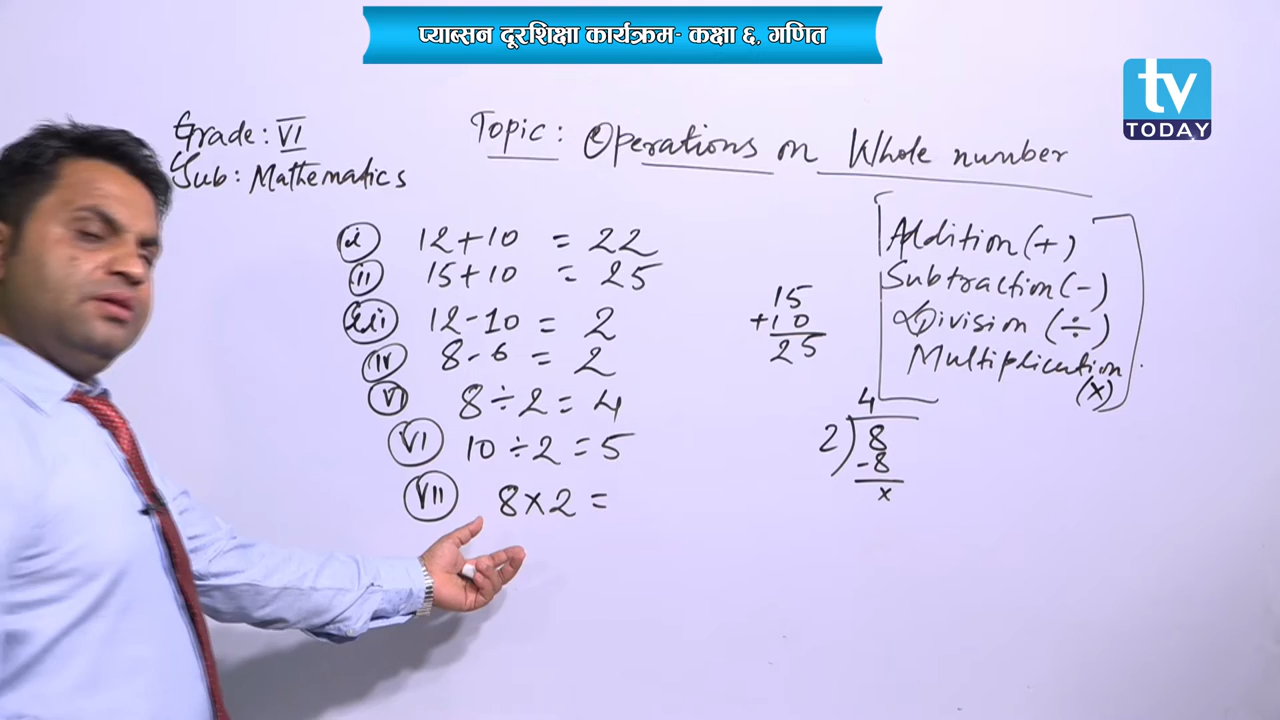 प्याब्सन दूरशिक्षा कार्यक्रम- कक्षा ६, गणित
tv
TODAY
Grade: VI
Sub: Mathematics
Topic: Operations on Whole number
i 12+10 = 22
ii 15+10 = 25
iii 12-10 = 2
iv 8-6 = 2
VI 8÷2=4
VI 10÷2=5
VII 8×2=
15
+10
25
Addition (+)
Subtraction (-)
Division (÷)
Multiplication
(×)
4
2)8
-8
x